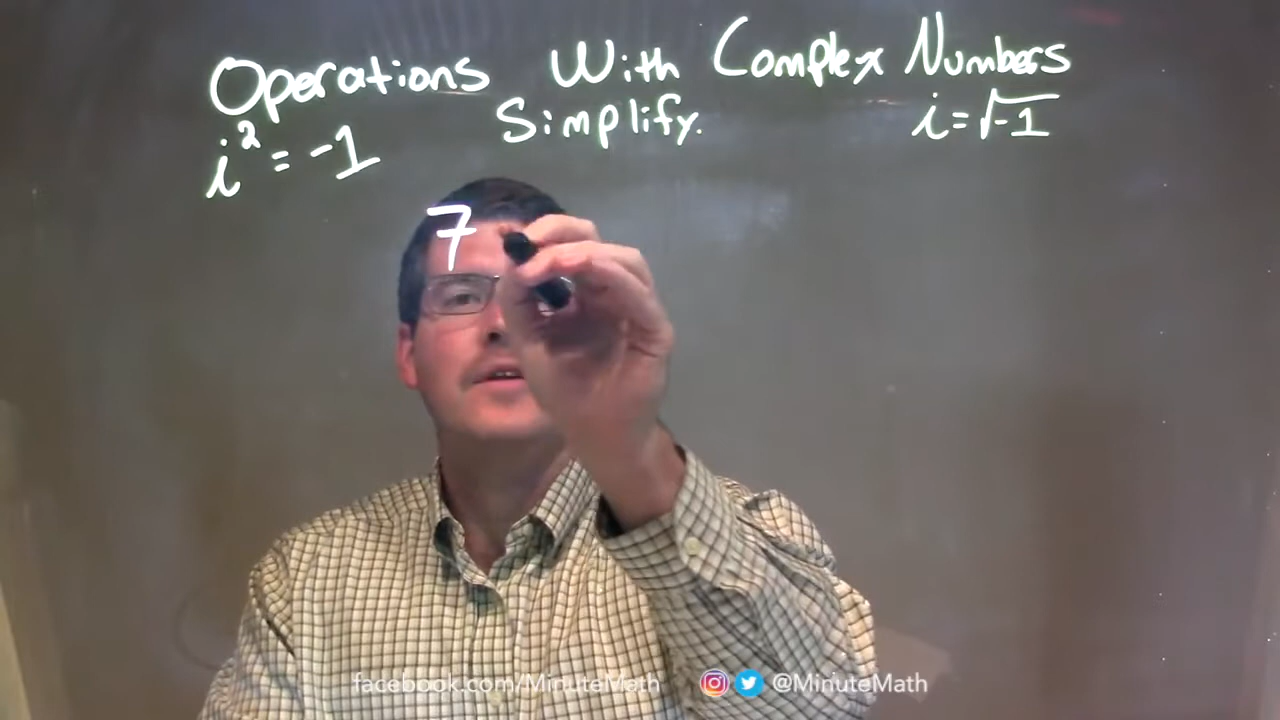 Operations With Complex Numbers
Simplify.
i = √-1
i² = -1
7
facebook.com/MinuteMath @MinuteMath